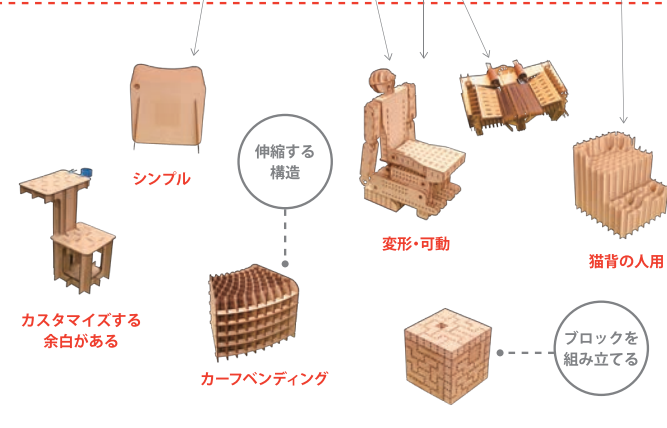 シンプル
伸縮する
構造
変形・可動
猫背の人用
カスタマイズする
余白がある
カーフベンディング
ブロックを
組み立てる